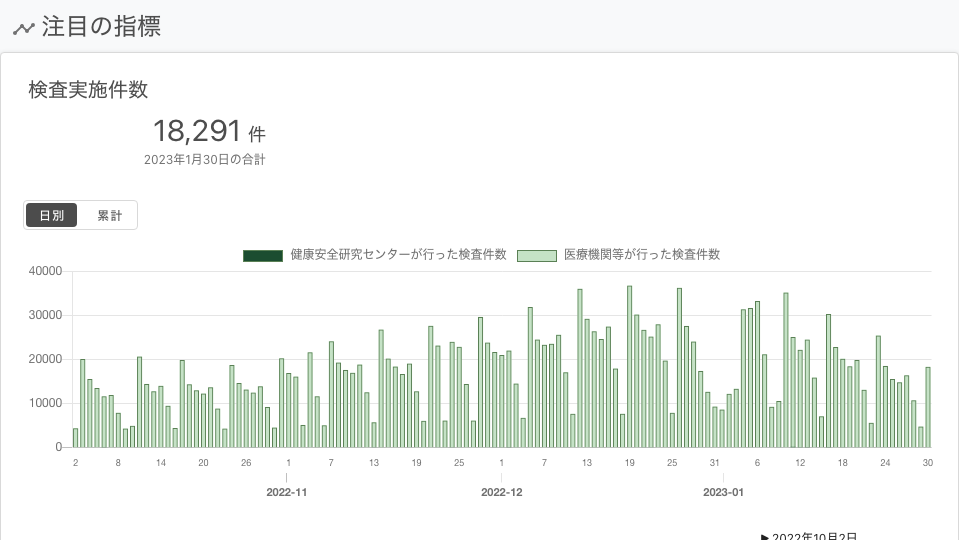 注目の指標
検査実施件数
18,291 件
2023年1月30日の合計
日別 累計
健康安全研究センターが行った検査件数 医療機関等が行った検査件数
40000
30000
20000
10000
0
2 8 14 20 26 1 7 13 19 25 1 7 13 19 25 31 6 12 18 24 30
2022-11 2022-12 2023-01
▶ 2022年10月2日